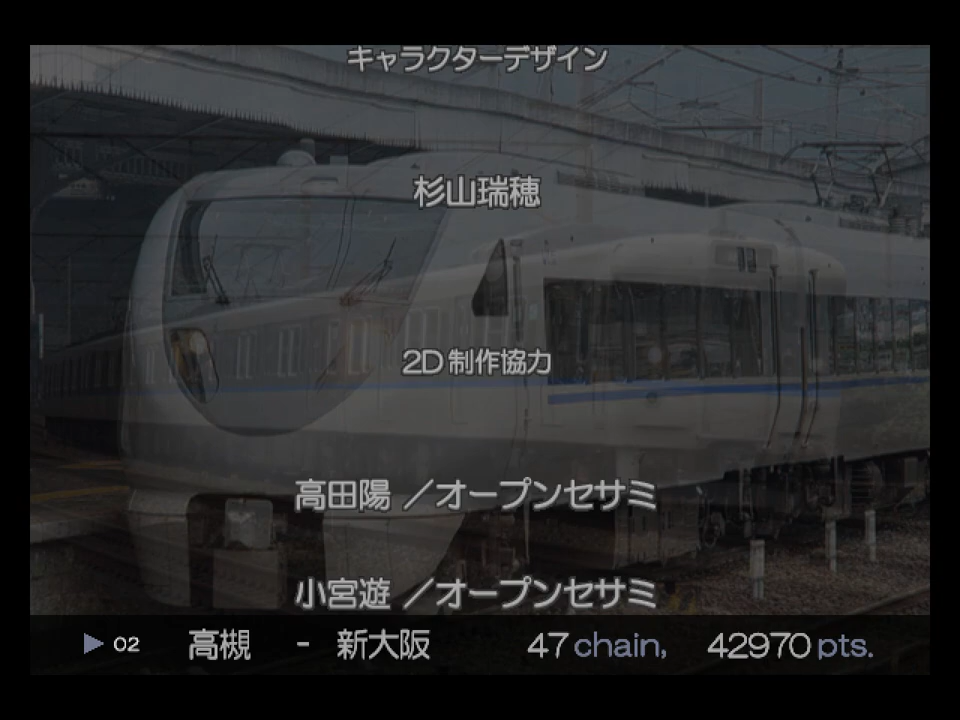 キャラクターデザイン
杉山瑞穂
2D 制作協力
高田陽 ／オープンセサミ
小宮遊 ／オープンセサミ
▶ 02 高槻 - 新大阪 47 chain, 42970 pts.